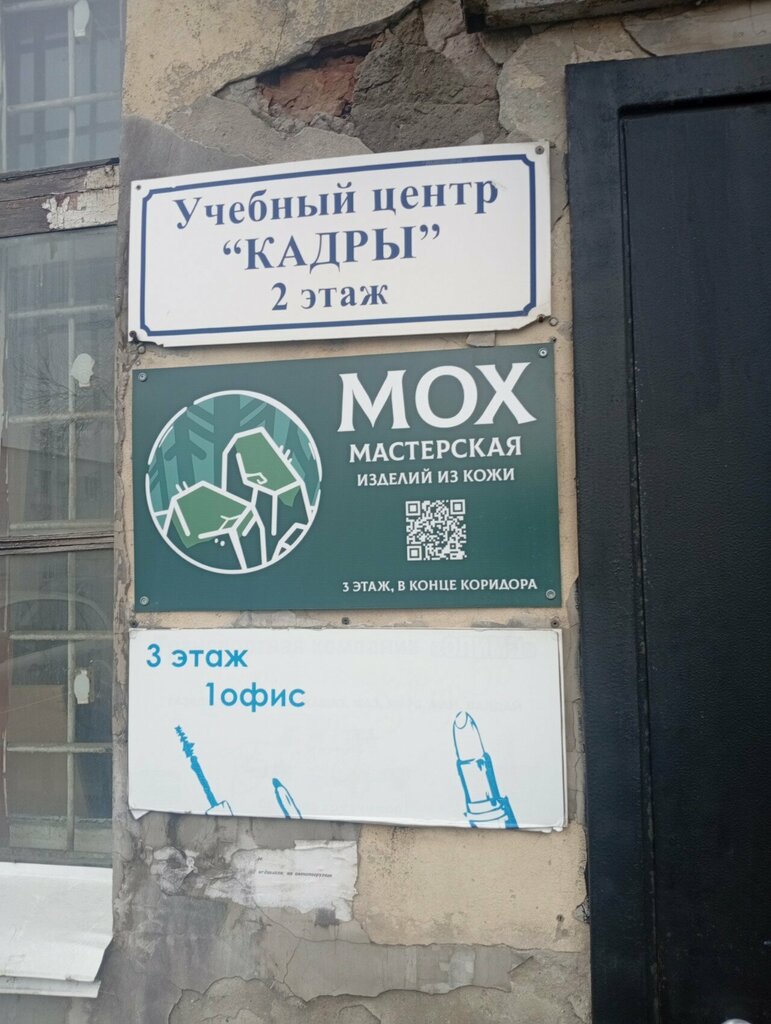 Учебный центр
“КАДРЫ”
2 этаж
МОХ
МАСТЕРСКАЯ
ИЗДЕЛИЙ ИЗ КОЖИ
3 ЭТАЖ, В КОНЦЕ КОРИДОРА
3 этаж
1офис